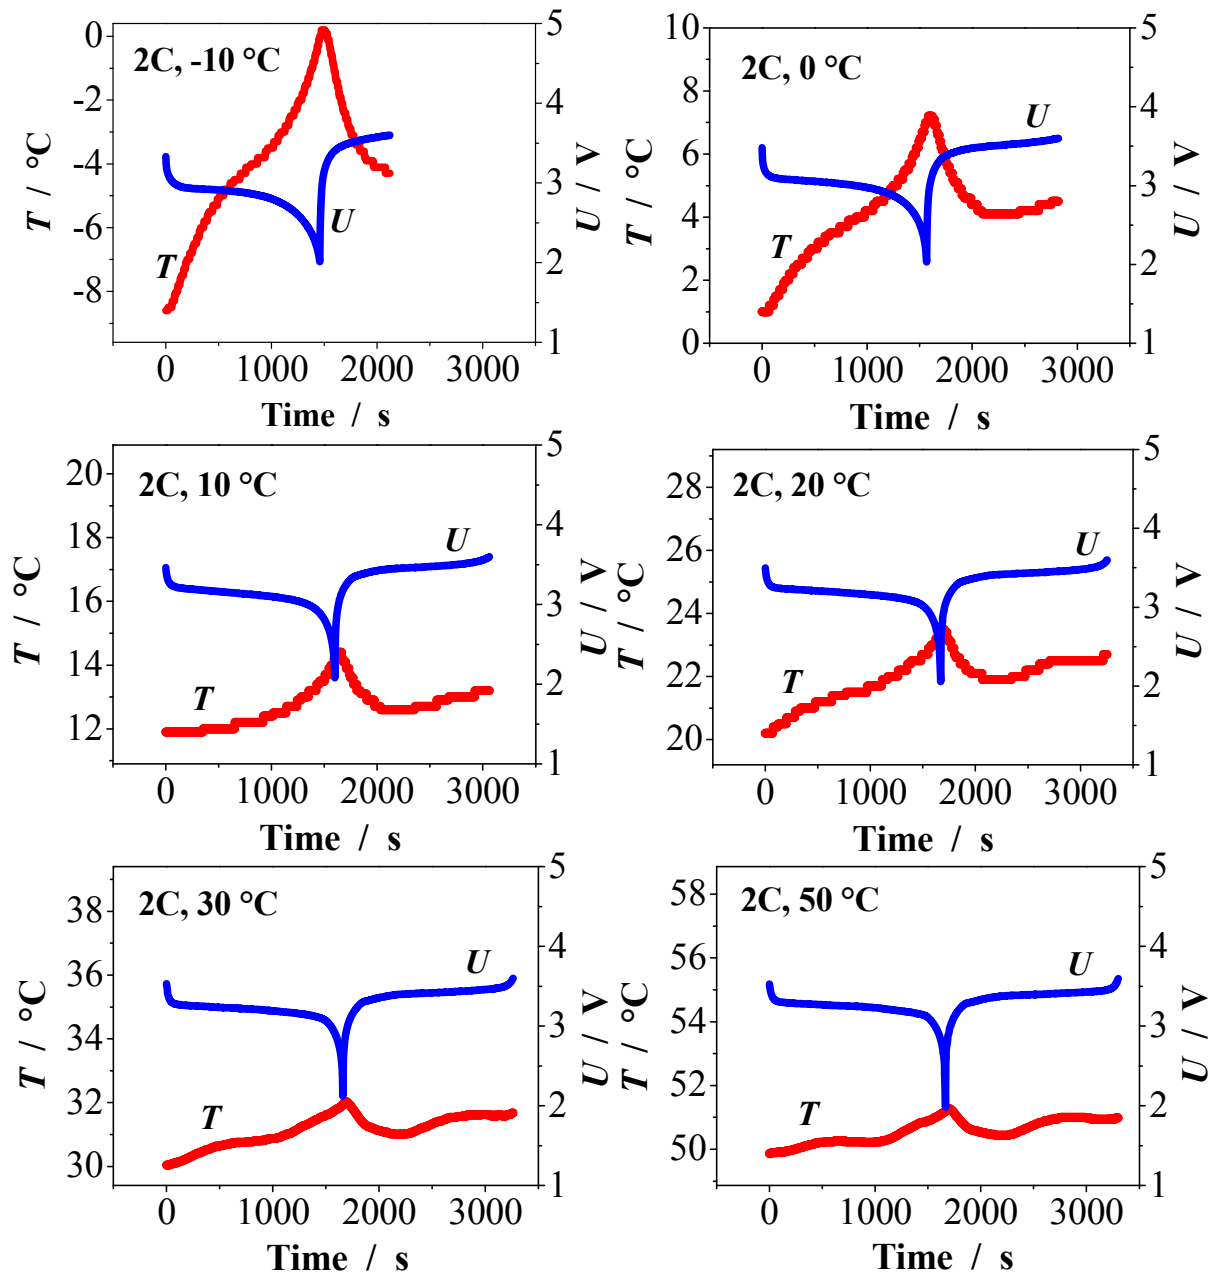 2C, -10 °C
T / °C
0
-2
-4
-6
-8
U / V
5
4
3
2
1
T
U
0 1000 2000 3000
Time / s
2C, 0 °C
T / °C
10
8
6
4
2
0
U / V
5
4
3
2
1
T
U
0 1000 2000 3000
Time / s
2C, 10 °C
T / °C
20
18
16
14
12
U / V
5
4
3
2
1
T
U
0 1000 2000 3000
Time / s
2C, 20 °C
T / °C
28
26
24
22
20
U / V
5
4
3
2
1
T
U
0 1000 2000 3000
Time / s
2C, 30 °C
T / °C
38
36
34
32
30
U / V
5
4
3
2
1
T
U
0 1000 2000 3000
Time / s
2C, 50 °C
T / °C
58
56
54
52
50
U / V
5
4
3
2
1
T
U
0 1000 2000 3000
Time / s